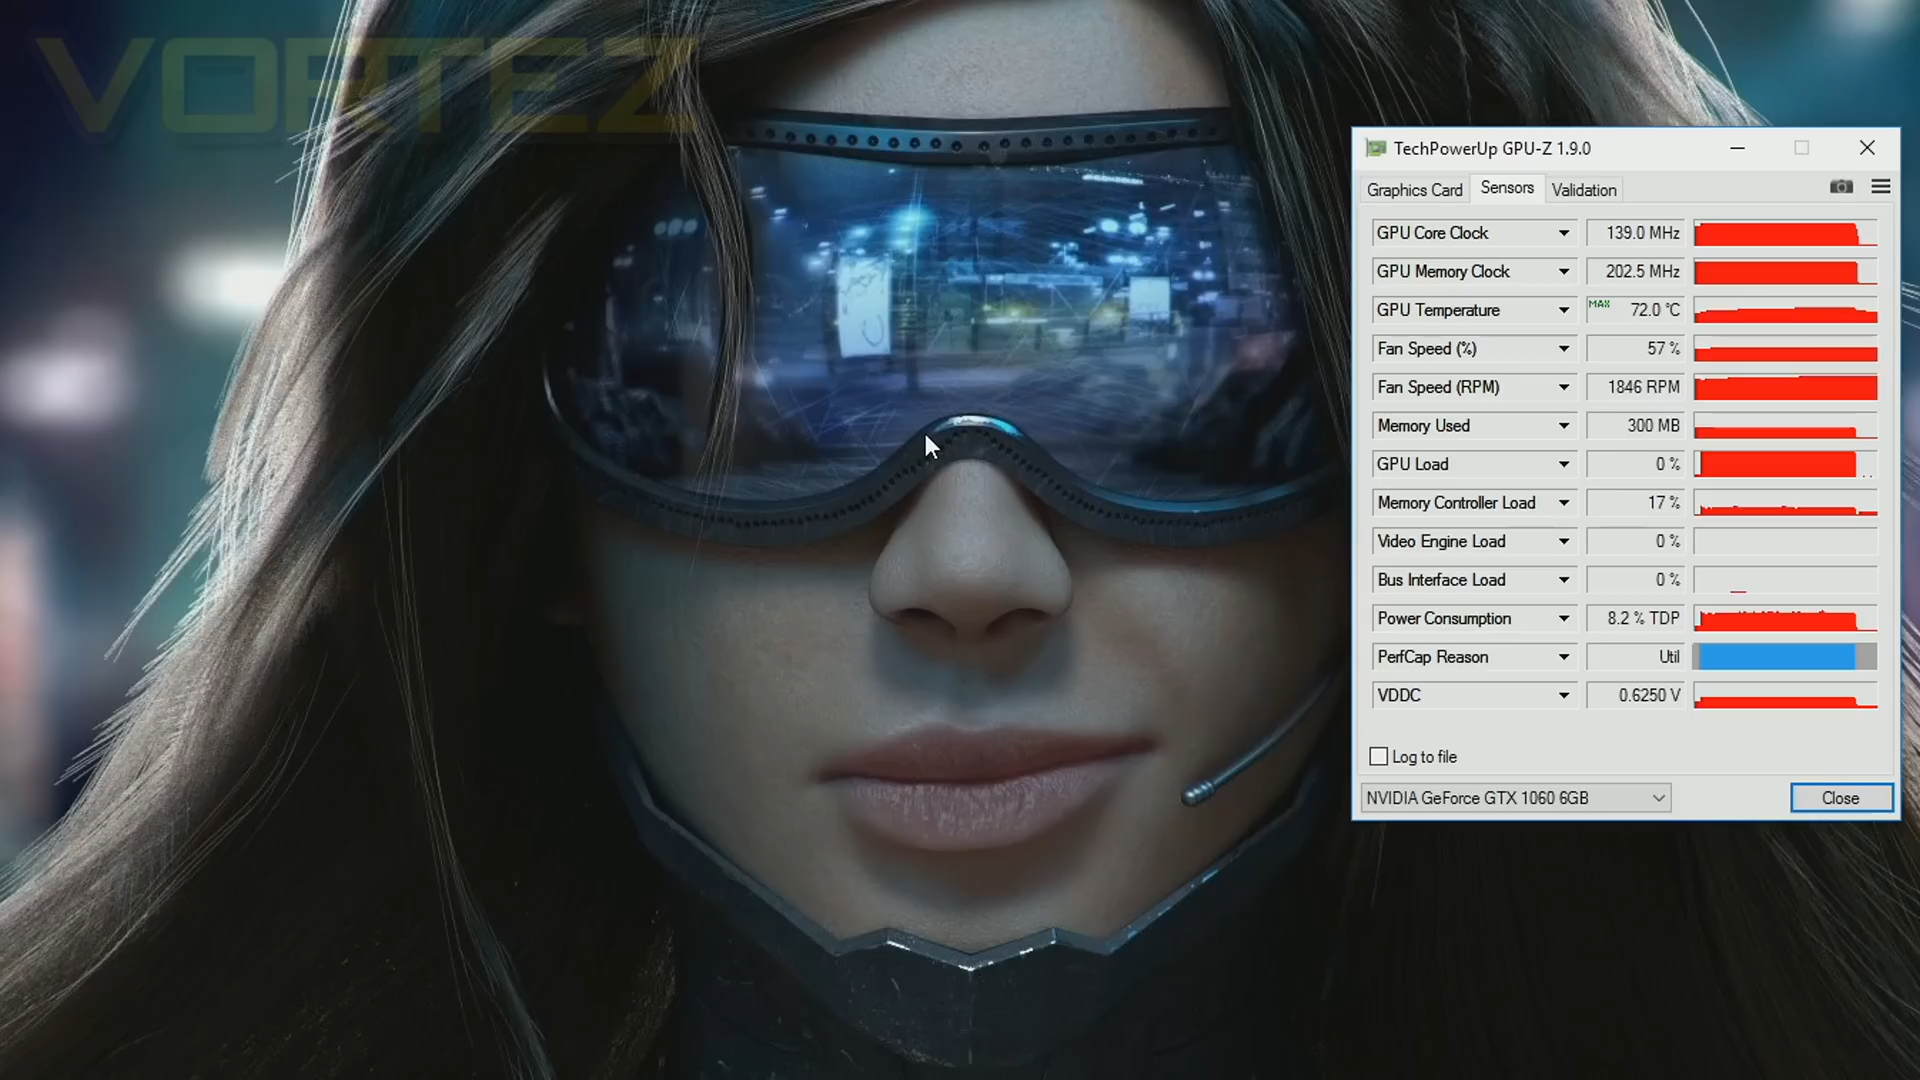 VORTEZ
TechPowerUp GPU-Z 1.9.0
Graphics Card Sensors Validation
GPU Core Clock 139.0 MHz
GPU Memory Clock 202.5 MHz
GPU Temperature MAX 72.0 °C
Fan Speed (%) 57 %
Fan Speed (RPM) 1846 RPM
Memory Used 300 MB
GPU Load 0 %
Memory Controller Load 17 %
Video Engine Load 0 %
Bus Interface Load 0 %
Power Consumption 8.2 % TDP
PerfCap Reason Util
VDDC 0.6250 V
Log to file
NVIDIA GeForce GTX 1060 6GB Close